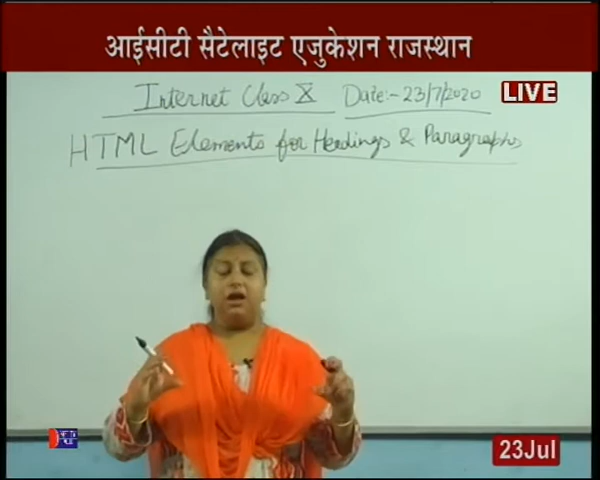 आईसीटी सैटेलाइट एजुकेशन राजस्थान
LIVE
Internet Class X Date:- 23/7/2020
HTML Elements for Headings & Paragraphs
23Jul